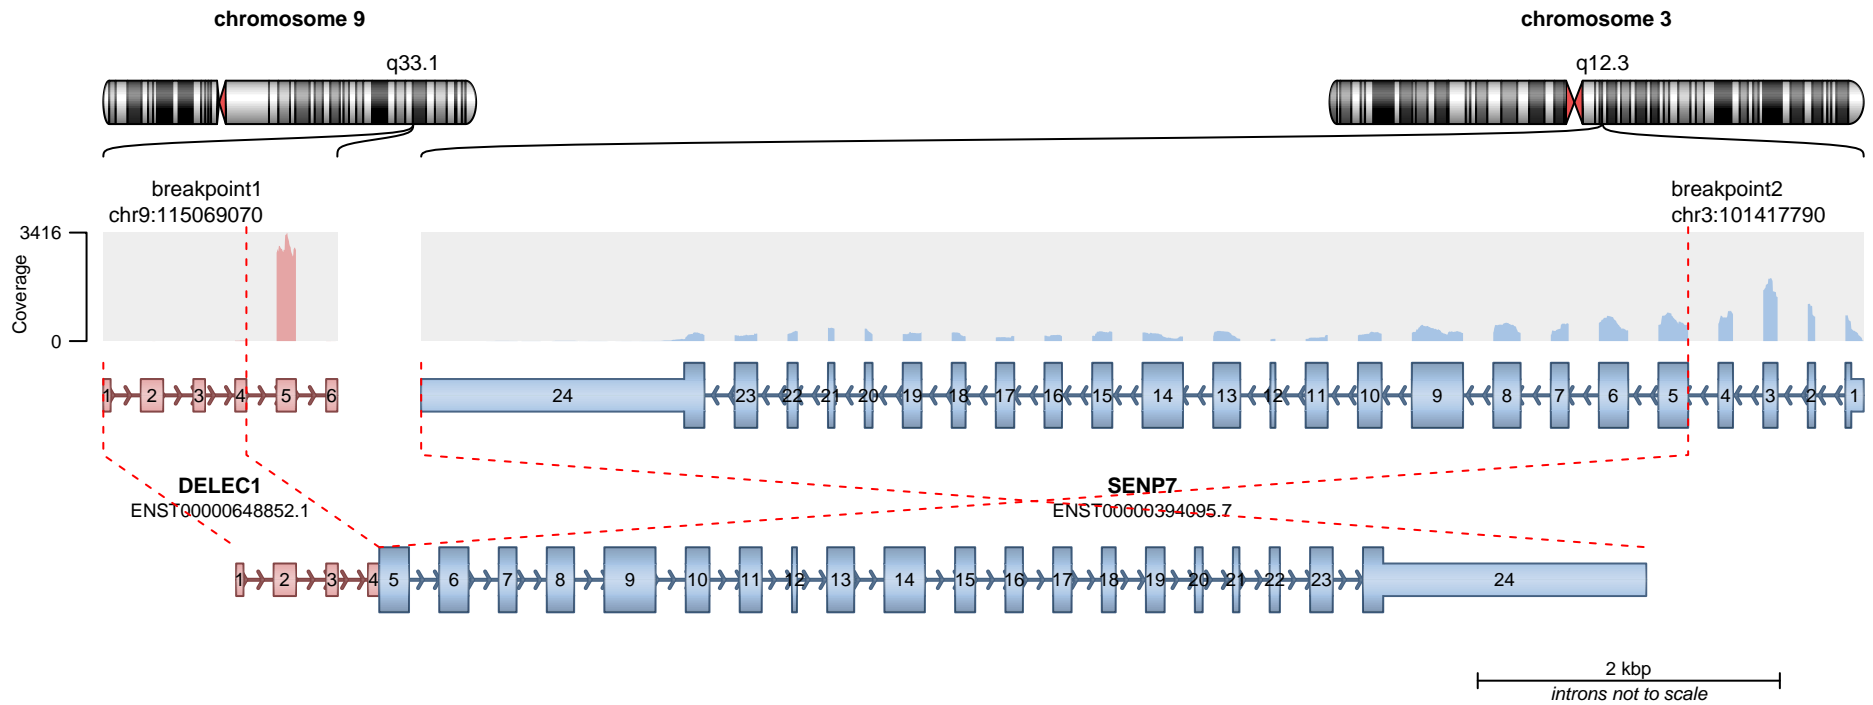 chromosome 9
chromosome 3
q33.1
q12.3
breakpoint1
chr9:115069070
breakpoint2
chr3:101417790
Coverage
3416
0
1 2 3 4 5 6
24 23 22 21 20 19 18 17 16 15 14 13 12 11 10 9 8 7 6 5 4 3 2 1
DELEC1
ENST00000648852.1
SENP7
ENST00000394095.7
1 2 3 4 5 6 7 8 9 10 11 12 13 14 15 16 17 18 19 20 21 22 23 24
2 kbp
introns not to scale